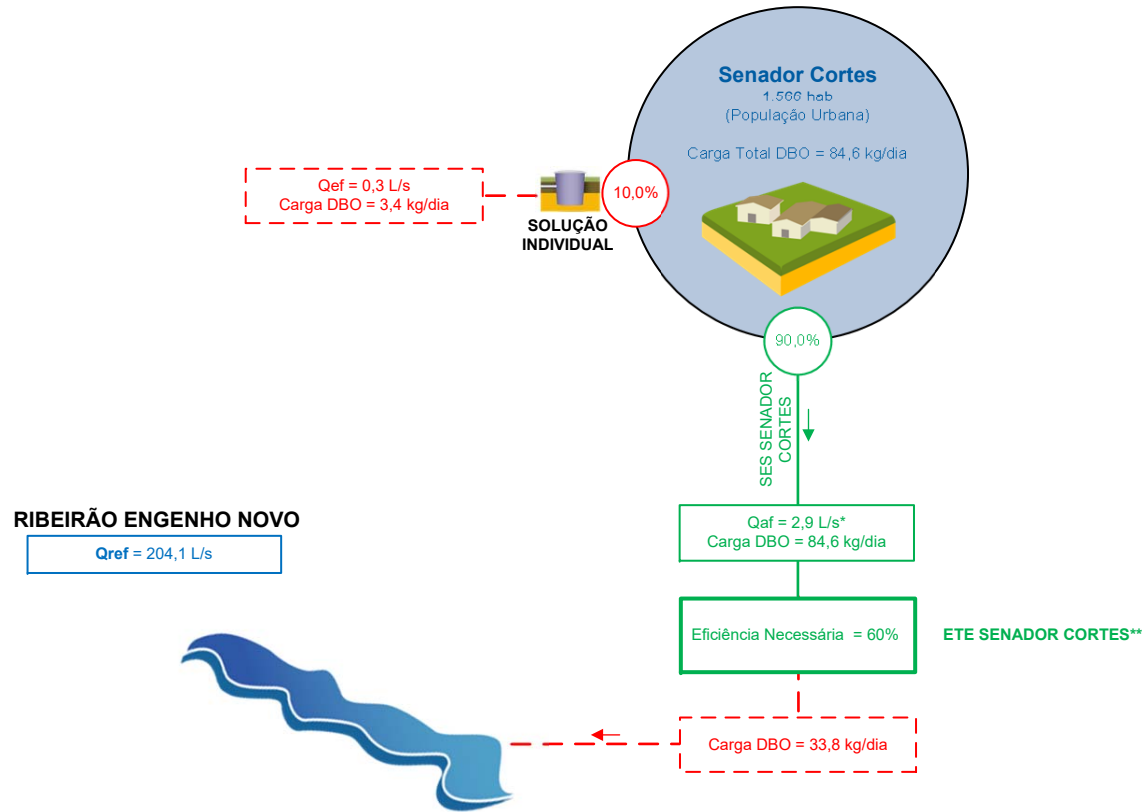 Senador Cortes
1.566 hab
(População Urbana)
Carga Total DBO = 84,6 kg/dia
Qef = 0,3 L/s
Carga DBO = 3,4 kg/dia
10,0%
SOLUÇÃO
INDIVIDUAL
90,0%
SES SENADOR
CORTES
Qaf = 2,9 L/s*
Carga DBO = 84,6 kg/dia
RIBEIRÃO ENGENHO NOVO
Qref = 204,1 L/s
Eficiência Necessária = 60%
ETE SENADOR CORTES**
Carga DBO = 33,8 kg/dia